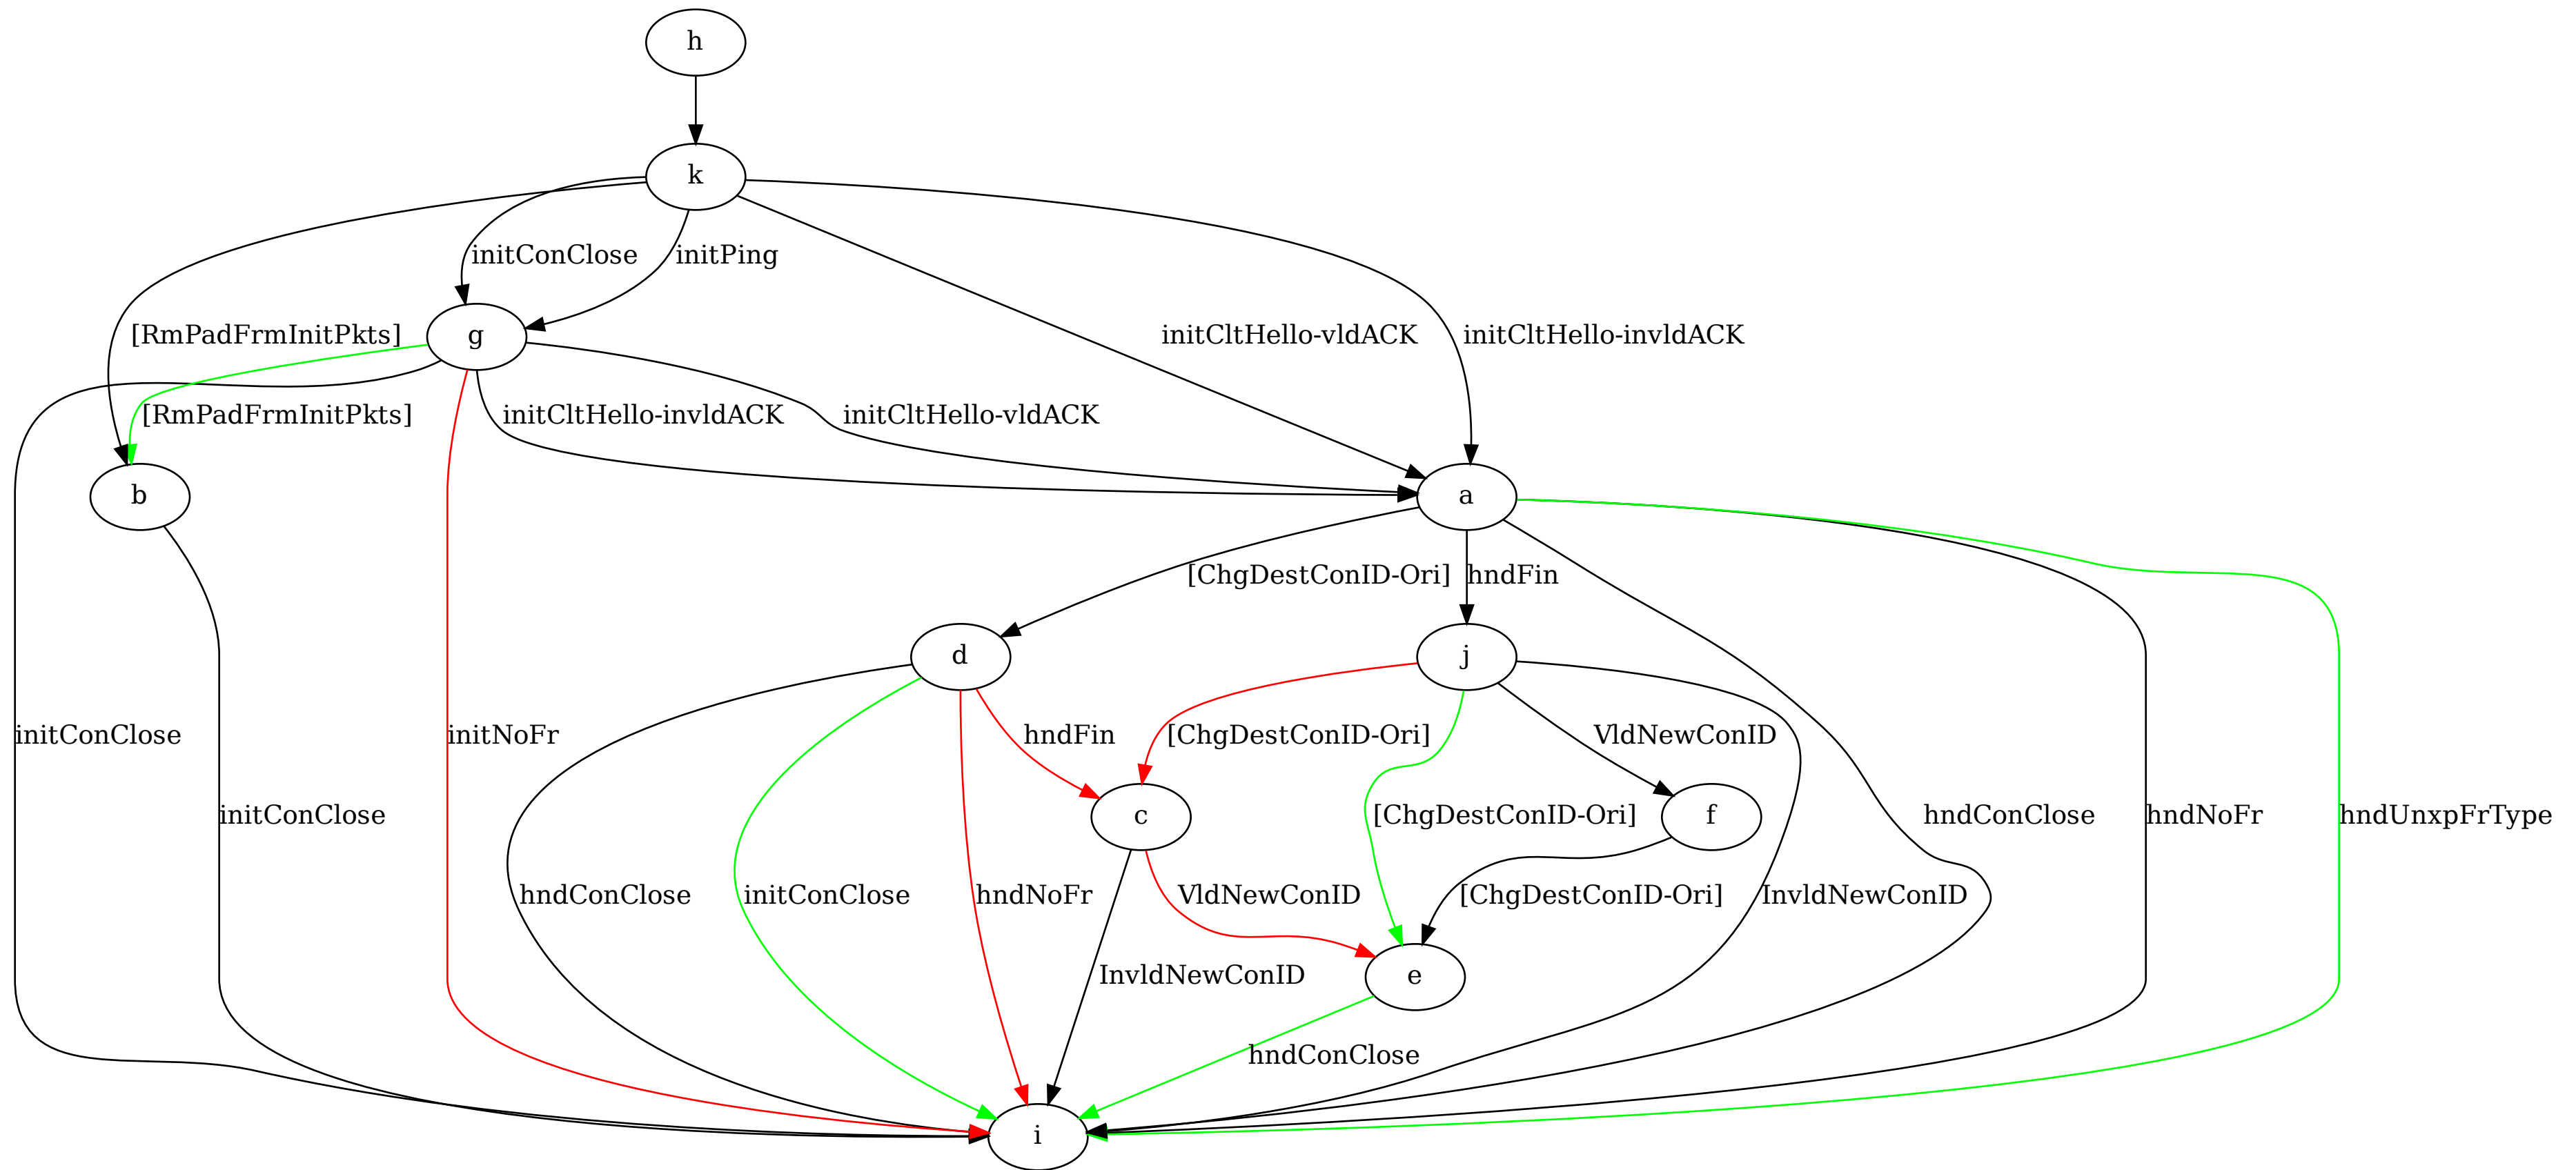 h
k
initConClose
initPing
[RmPadFrmInitPkts]
g
initCltHello-vldACK
initCltHello-invldACK
[RmPadFrmInitPkts]
initCltHello-invldACK
initCltHello-vldACK
b
a
[ChgDestConID-Ori]
hndFin
d
j
initConClose
initNoFr
hndFin
[ChgDestConID-Ori]
VldNewConID
initConClose
c
[ChgDestConID-Ori]
f
hndConClose
hndNoFr
hndUnxpFrType
hndConClose
initConClose
hndNoFr
VldNewConID
[ChgDestConID-Ori]
InvldNewConID
InvldNewConID
e
hndConClose
i